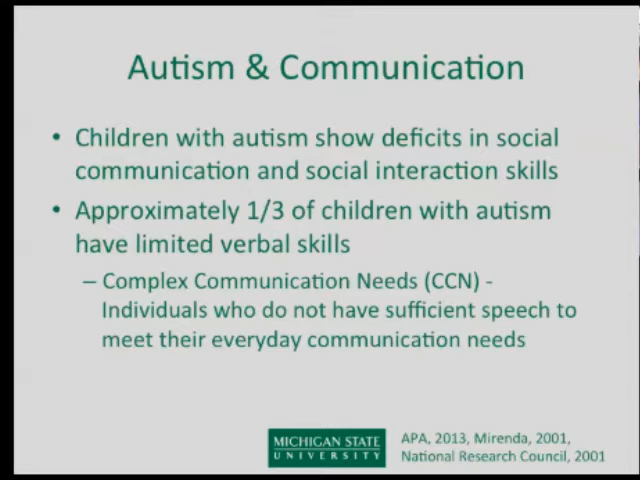 Autism & Communication
• Children with autism show deficits in social
communication and social interaction skills
• Approximately 1/3 of children with autism
have limited verbal skills
– Complex Communication Needs (CCN) -
Individuals who do not have sufficient speech to
meet their everyday communication needs
MICHIGAN STATE
UNIVERSITY
APA, 2013, Mirenda, 2001,
National Research Council, 2001